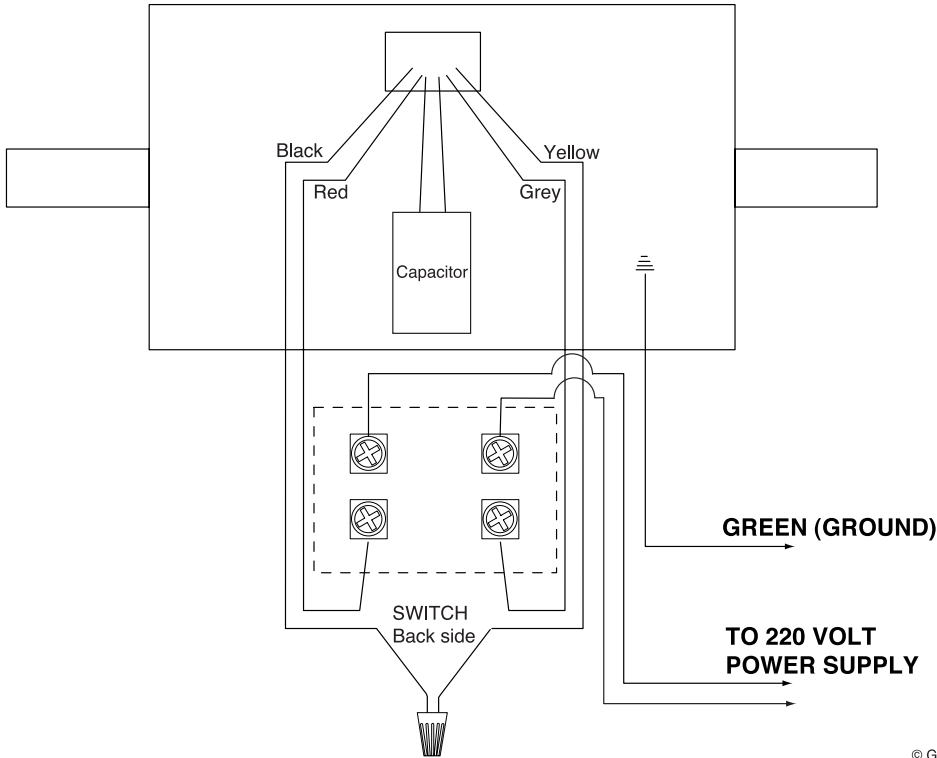 Black
Yellow
Red
Grey
Capacitor
GREEN (GROUND)
SWITCH
Back side
TO 220 VOLT
POWER SUPPLY
© G